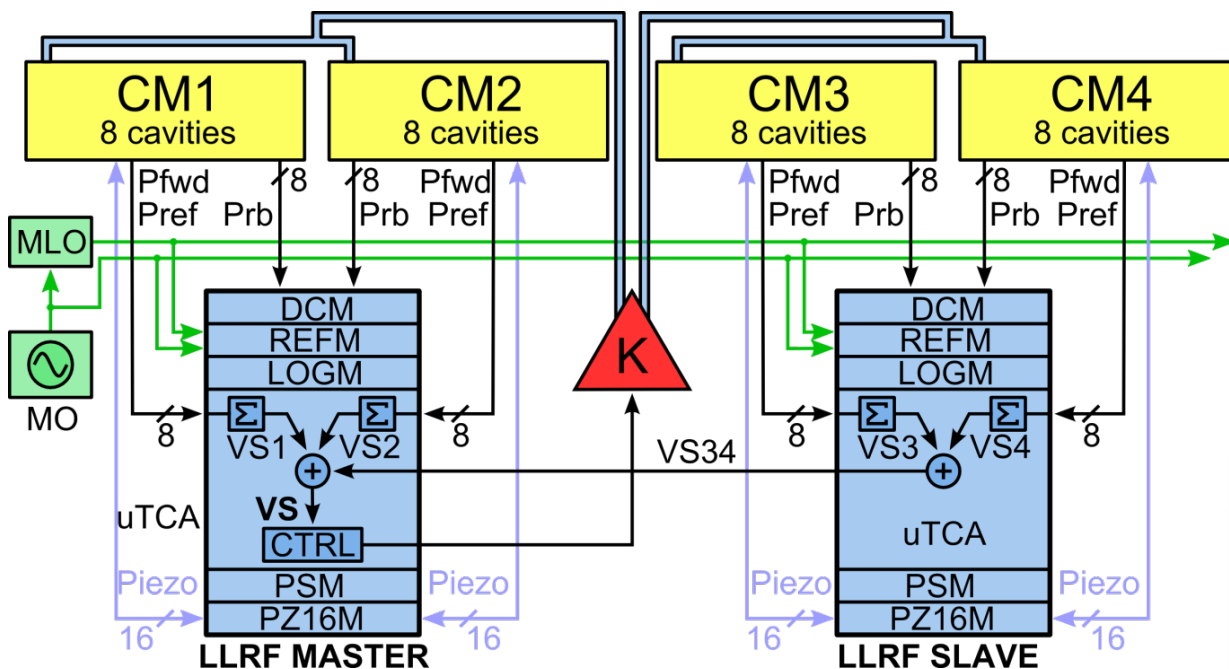 CM1
8 cavities
CM2
8 cavities
CM3
8 cavities
CM4
8 cavities
Pfwd
Pref
8
Prb
8
Prb
Pfwd
Pref
Pfwd
Pref
8
Prb
8
Prb
Pfwd
Pref
MLO
MO
DCM
REFM
LOGM
K
DCM
REFM
LOGM
8
Σ
VS1
Σ
VS2
8
+
VS
CTRL
uTCA
VS34
8
Σ
VS3
Σ
VS4
8
+
uTCA
Piezo
16
PSM
PZ16M
Piezo
16
LLRF MASTER
Piezo
16
PSM
PZ16M
Piezo
16
LLRF SLAVE